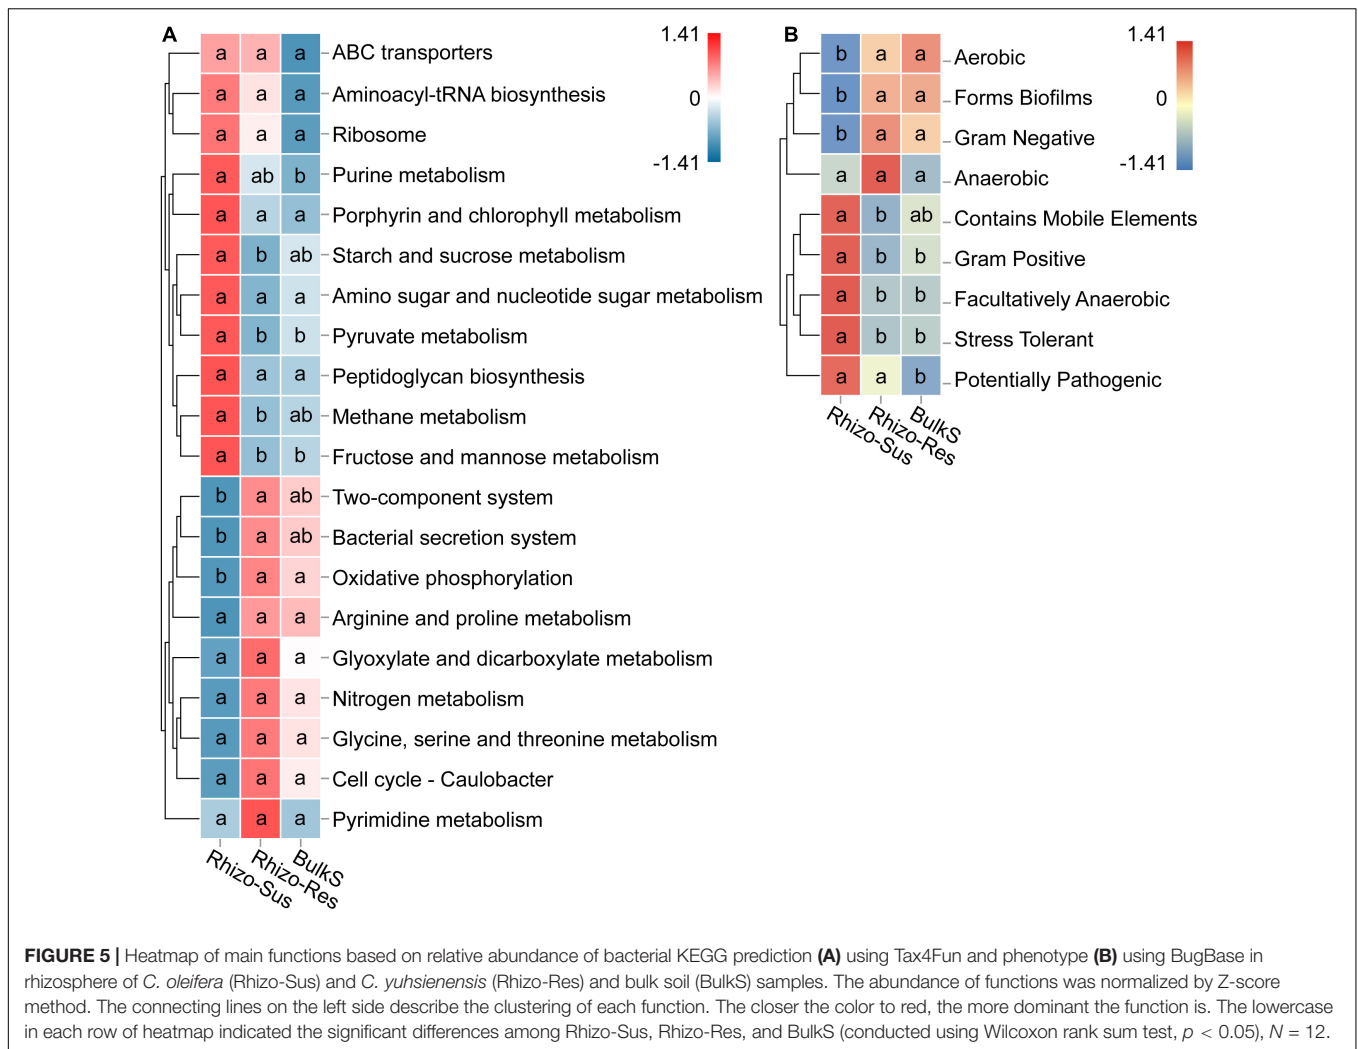 A
1.41
0
-1.41
a a a ABC transporters
a a a Aminoacyl-tRNA biosynthesis
a a a Ribosome
a ab b Purine metabolism
a a a Porphyrin and chlorophyll metabolism
a b ab Starch and sucrose metabolism
a a a Amino sugar and nucleotide sugar metabolism
a b b Pyruvate metabolism
a a a Peptidoglycan biosynthesis
a b ab Methane metabolism
a b b Fructose and mannose metabolism
b a ab Two-component system
b a ab Bacterial secretion system
b a a Oxidative phosphorylation
a a a Arginine and proline metabolism
a a a Glyoxylate and dicarboxylate metabolism
a a a Nitrogen metabolism
a a a Glycine, serine and threonine metabolism
a a a Cell cycle - Caulobacter
a a a Pyrimidine metabolism
Rhizo-Sus
Rhizo-Res
BulkS
B
1.41
0
-1.41
b a a Aerobic
b a a Forms Biofilms
b a a Gram Negative
a a a Anaerobic
a b ab Contains Mobile Elements
a b b Gram Positive
a b b Facultatively Anaerobic
a b b Stress Tolerant
a a b Potentially Pathogenic
Rhizo-Sus
Rhizo-Res
BulkS
FIGURE 5 | Heatmap of main functions based on relative abundance of bacterial KEGG prediction (A) using Tax4Fun and phenotype (B) using BugBase in
rhizosphere of C. oleifera (Rhizo-Sus) and C. yuhsienensis (Rhizo-Res) and bulk soil (BulkS) samples. The abundance of functions was normalized by Z-score
method. The connecting lines on the left side describe the clustering of each function. The closer the color to red, the more dominant the function is. The lowercase
in each row of heatmap indicated the significant differences among Rhizo-Sus, Rhizo-Res, and BulkS (conducted using Wilcoxon rank sum test, p < 0.05), N = 12.